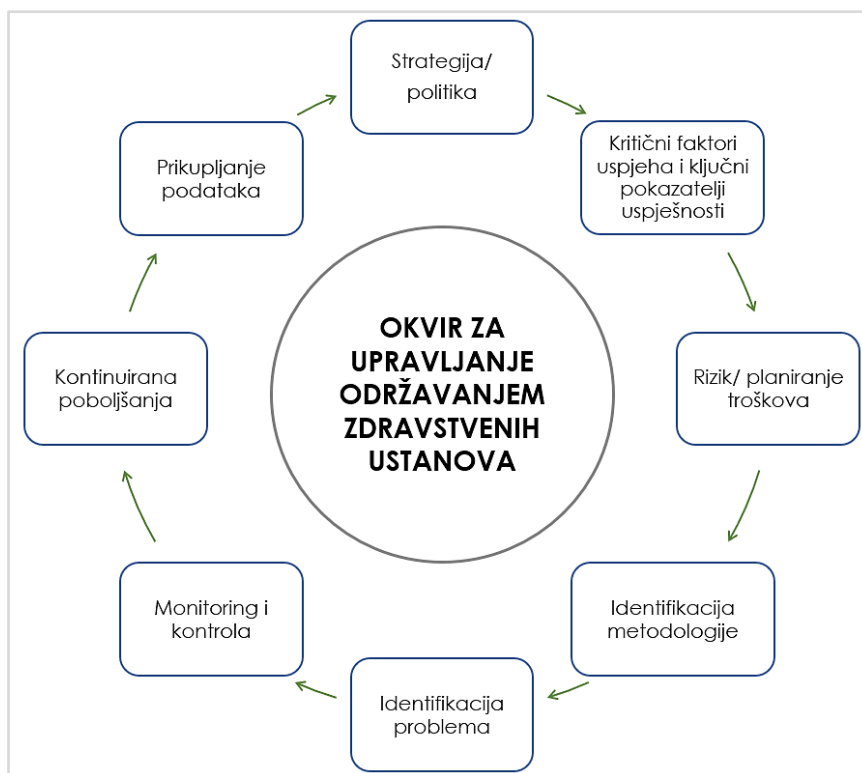 Strategija/
politika
Kritični faktori
uspjeha i ključni
pokazatelji
uspješnosti
Rizik/ planiranje
troškova
Identifikacija
metodologije
Identifikacija
problema
Monitoring i
kontrola
Kontinuirana
poboljšanja
Prikupljanje
podataka
OKVIR ZA
UPRAVLJANJE
ODRŽAVANJEM
ZDRAVSTVENIH
USTANOVA